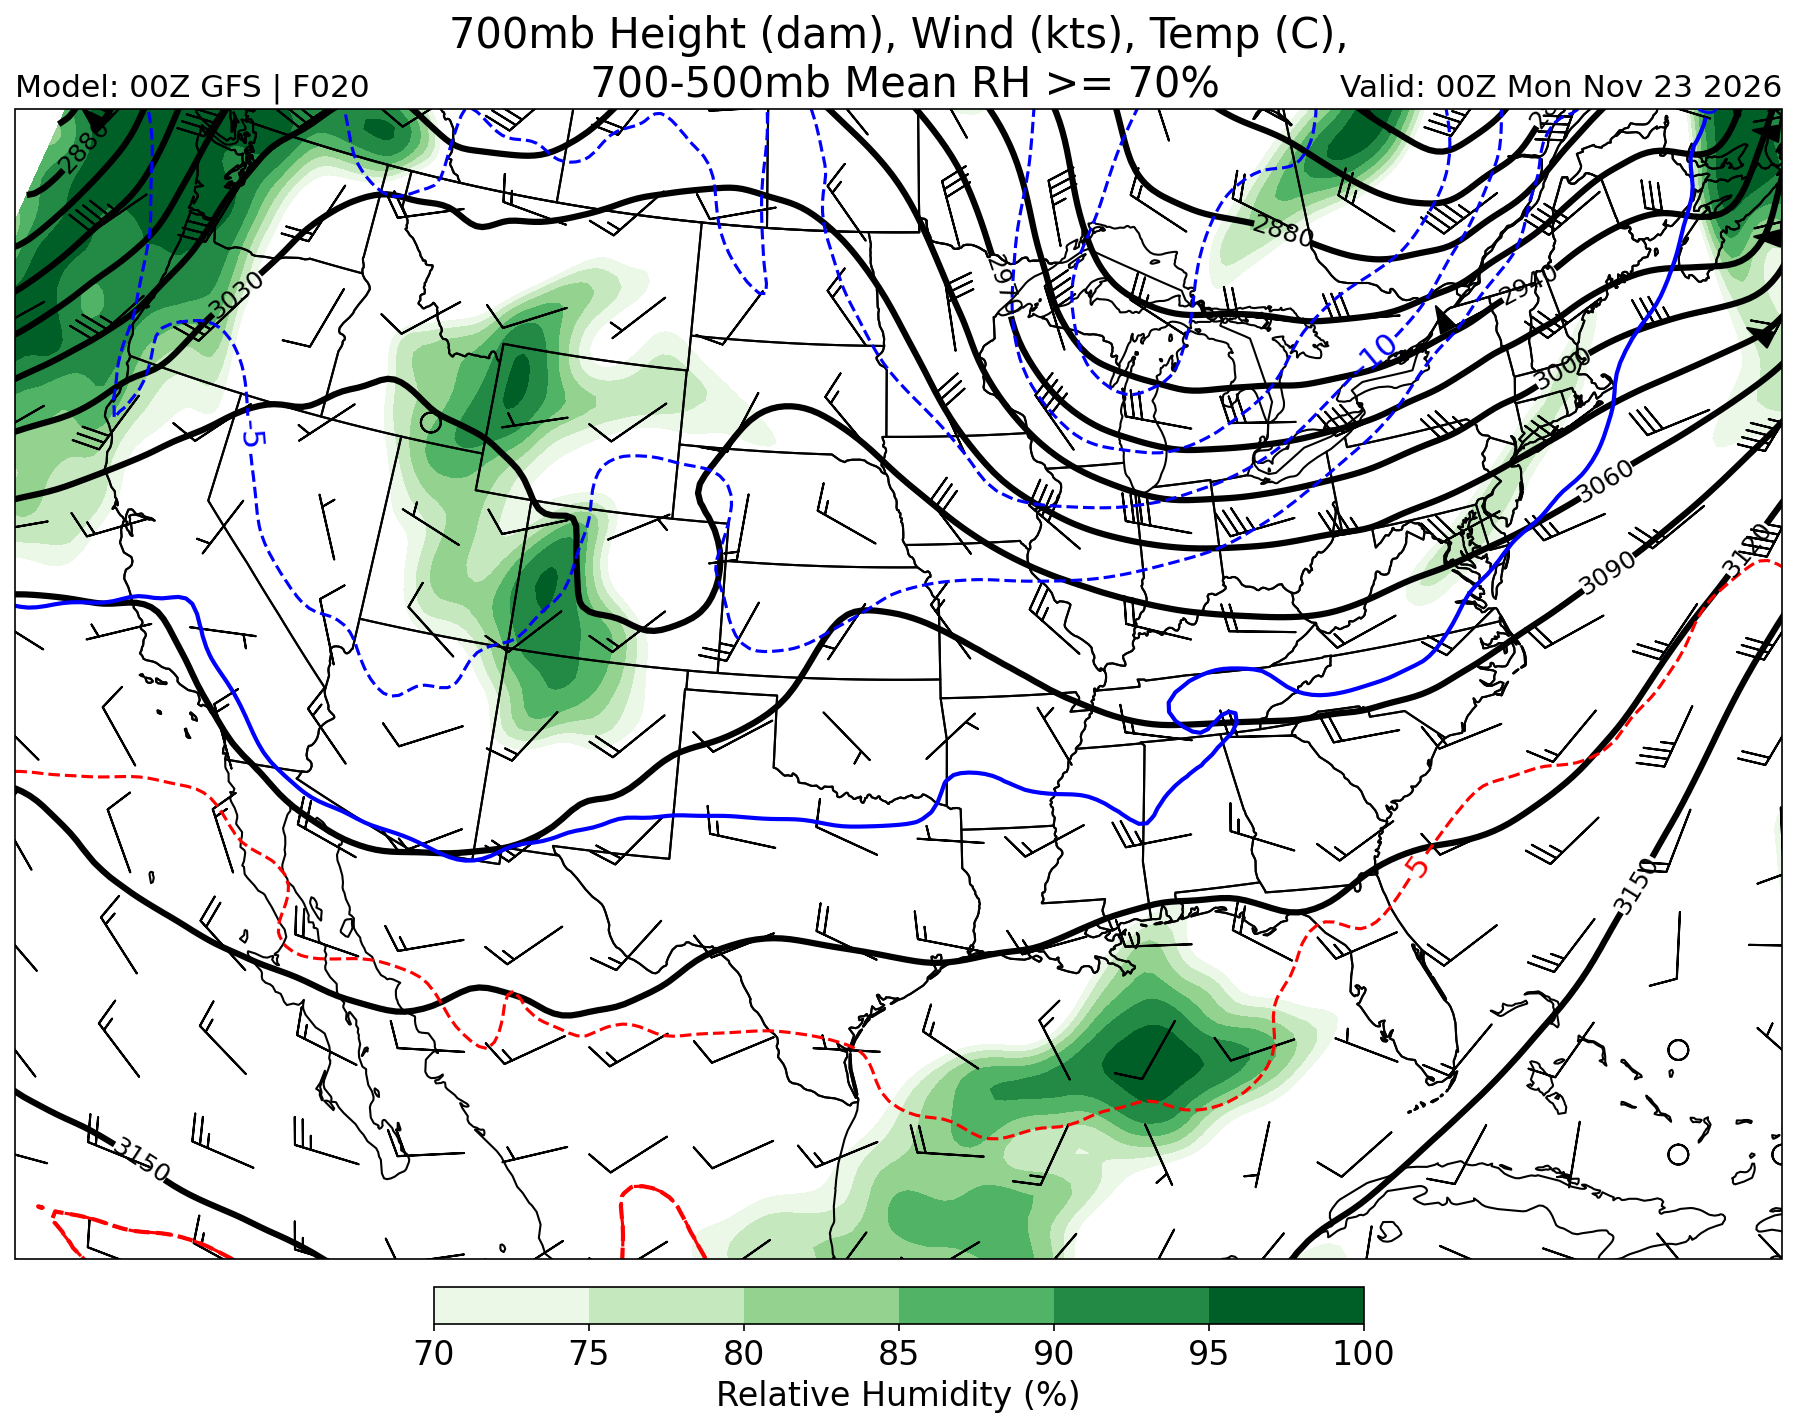 700mb Height (dam), Wind (kts), Temp (C),
700-500mb Mean RH >= 70%
Model: 00Z GFS | F020
Valid: 00Z Mon Nov 23 2026
2880
2880
3030
2970
2940
10
3000
5
3060
3090
3120
5
3150
3150
70 75 80 85 90 95 100
Relative Humidity (%)